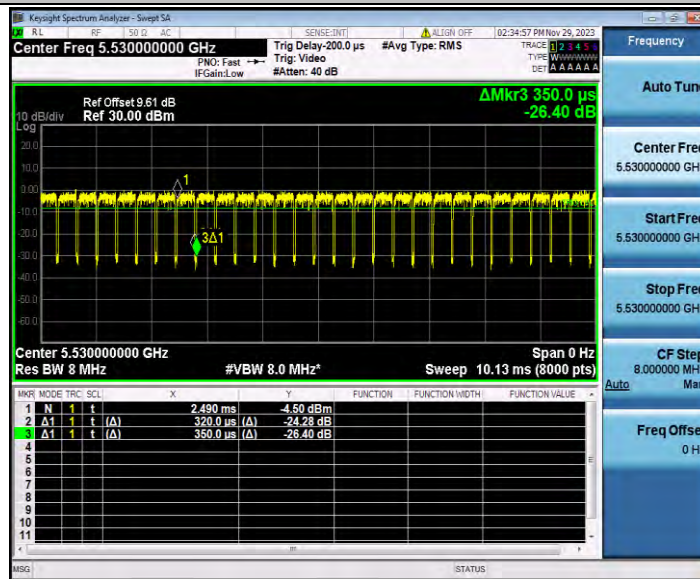 Keysight Spectrum Analyzer - Swept SA
RL RF 50 Ω AC SENSE:INT ALIGN OFF 02:34:57 PM Nov 29, 2023
Center Freq 5.530000000 GHz
PNO: Fast
IFGain:Low
Trig Delay-200.0 µs
Trig: Video
#Atten: 40 dB
#Avg Type: RMS
TRACE 1 2 3 4 5 6
TYPE W
DET A A A A A A
Ref Offset 9.61 dB
10 dB/div Ref 30.00 dBm
Log
ΔMkr3 350.0 µs
-26.40 dB
20.0
10.0
0.00
-10.0
-20.0
-30.0
-40.0
-50.0
-60.0
1
3Δ1
Center 5.530000000 GHz Span 0 Hz
Res BW 8 MHz #VBW 8.0 MHz* Sweep 10.13 ms (8000 pts)
MKR MODE TRC SCL X Y FUNCTION FUNCTION WIDTH FUNCTION VALUE
1 N 1 t 2.490 ms -4.50 dBm
2 Δ1 1 t (Δ) 320.0 µs (Δ) -24.28 dB
3 Δ1 1 t (Δ) 350.0 µs (Δ) -26.40 dB
4
5
6
7
8
9
10
11
MSG STATUS
Frequency
Auto Tun
Center Fre
5.530000000 GH
Start Fre
5.530000000 GH
Stop Fre
5.530000000 GH
CF Step
8.000000 MH
Auto Ma
Freq Offse
0 H